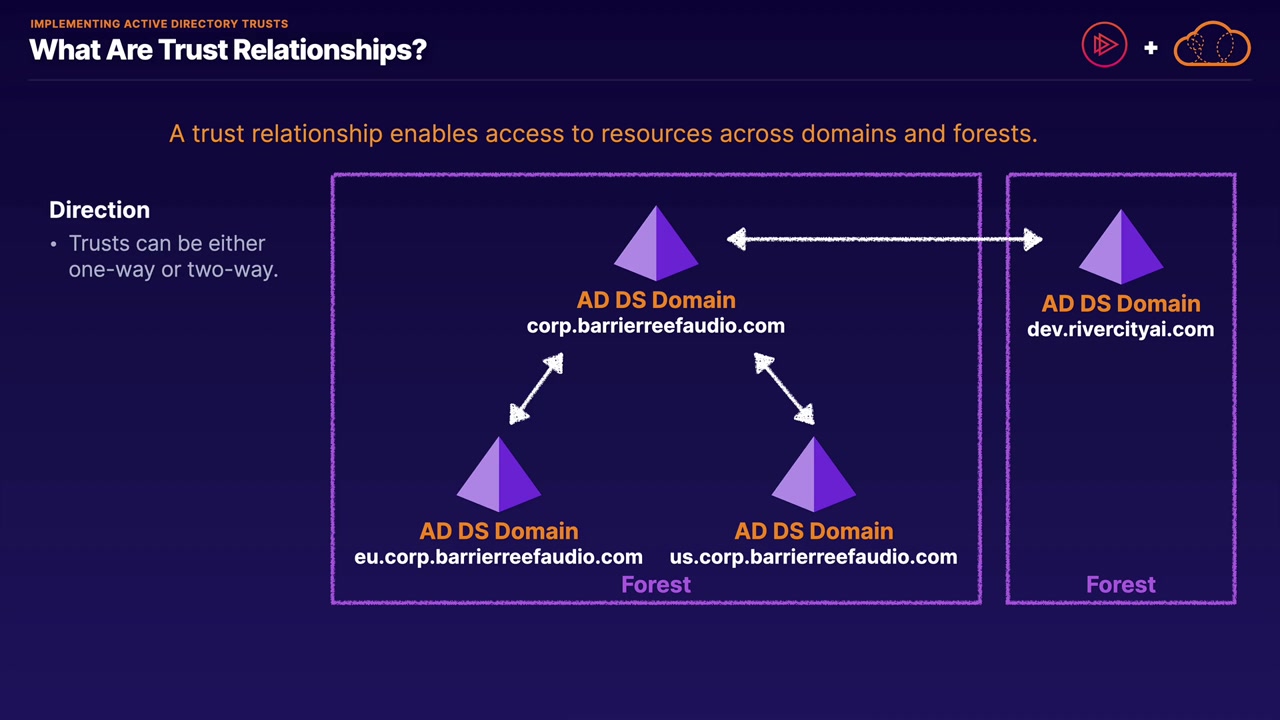 IMPLEMENTING ACTIVE DIRECTORY TRUSTS
What Are Trust Relationships?
+
A trust relationship enables access to resources across domains and forests.
Direction
• Trusts can be either
one-way or two-way.
AD DS Domain
corp.barrierreefaudio.com
AD DS Domain
dev.rivercityai.com
AD DS Domain
eu.corp.barrierreefaudio.com
AD DS Domain
us.corp.barrierreefaudio.com
Forest
Forest